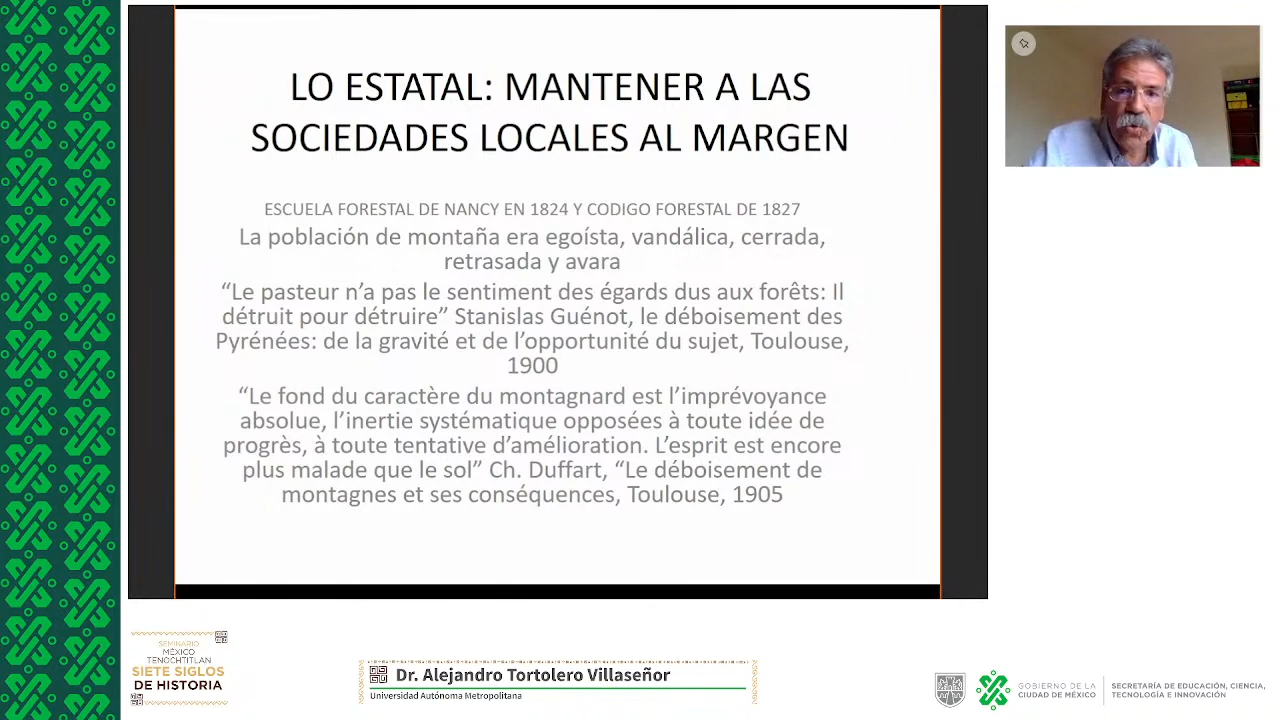 LO ESTATAL: MANTENER A LAS
SOCIEDADES LOCALES AL MARGEN
ESCUELA FORESTAL DE NANCY EN 1824 Y CODIGO FORESTAL DE 1827
La población de montaña era egoísta, vandálica, cerrada,
retrasada y avara
“Le pasteur n’a pas le sentiment des égards dus aux forêts: Il
détruit pour détruire” Stanislas Guénot, le déboisement des
Pyrénées: de la gravité et de l’opportunité du sujet, Toulouse,
1900
“Le fond du caractère du montagnard est l’imprévoyance
absolue, l’inertie systématique opposées à toute idée de
progrès, à toute tentative d’amélioration. L’esprit est encore
plus malade que le sol” Ch. Duffart, “Le déboisement de
montagnes et ses conséquences, Toulouse, 1905
SEMINARIO
MÉXICO
TENOCHTITLAN
SIETE SIGLOS
DE HISTORIA
Dr. Alejandro Tortolero Villaseñor
Universidad Autónoma Metropolitana
GOBIERNO DE LA
CIUDAD DE MÉXICO
SECRETARÍA DE EDUCACIÓN, CIENCIA,
TECNOLOGÍA E INNOVACIÓN